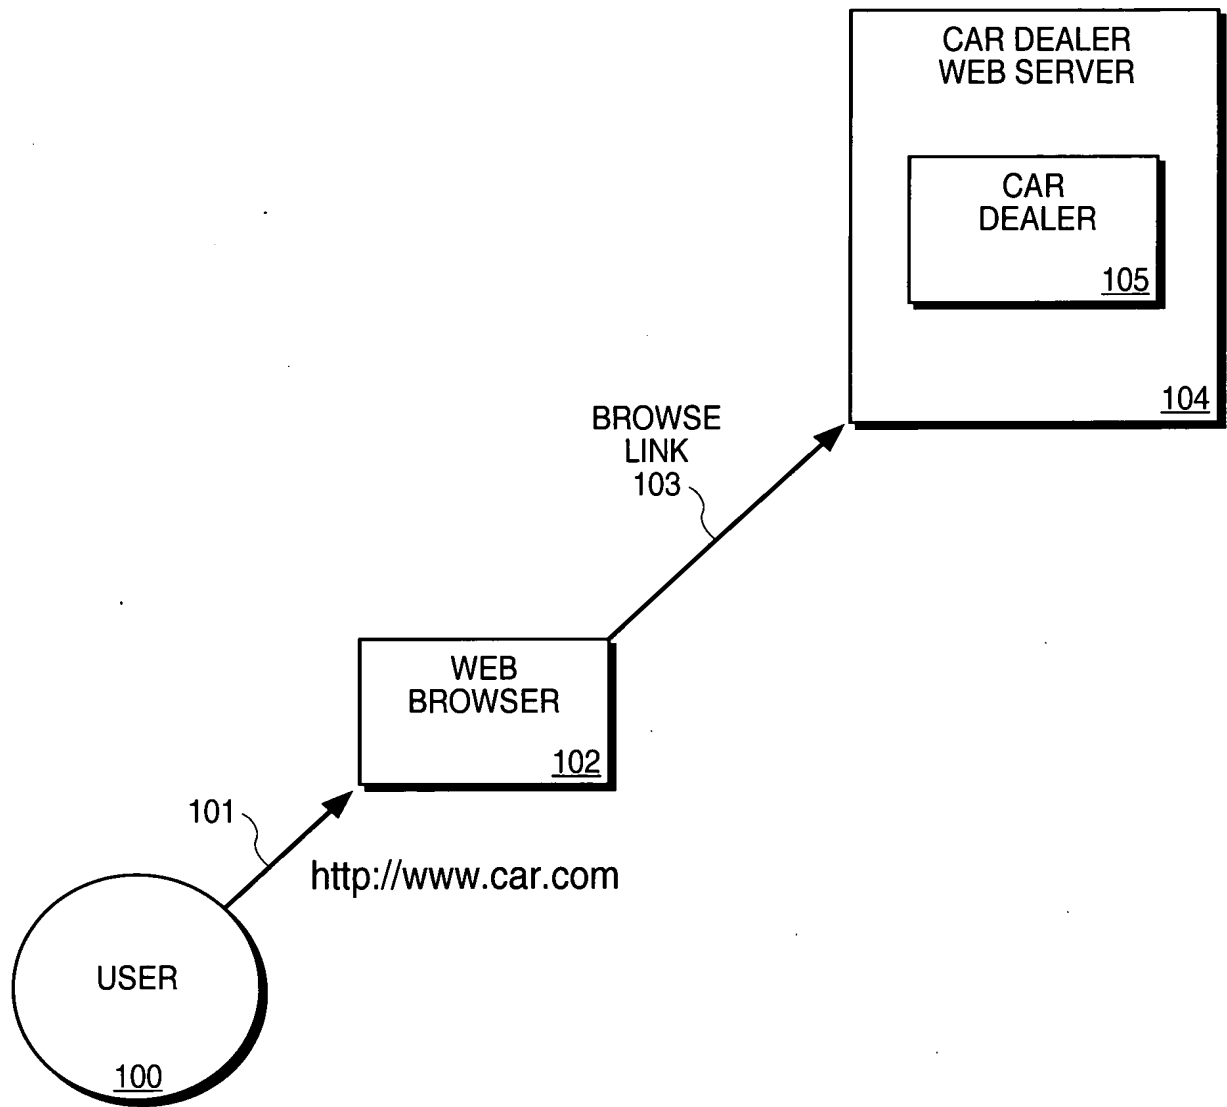 CAR DEALER
WEB SERVER
CAR
DEALER
105
104
BROWSE
LINK
103
WEB
BROWSER
102
101
http://www.car.com
USER
100